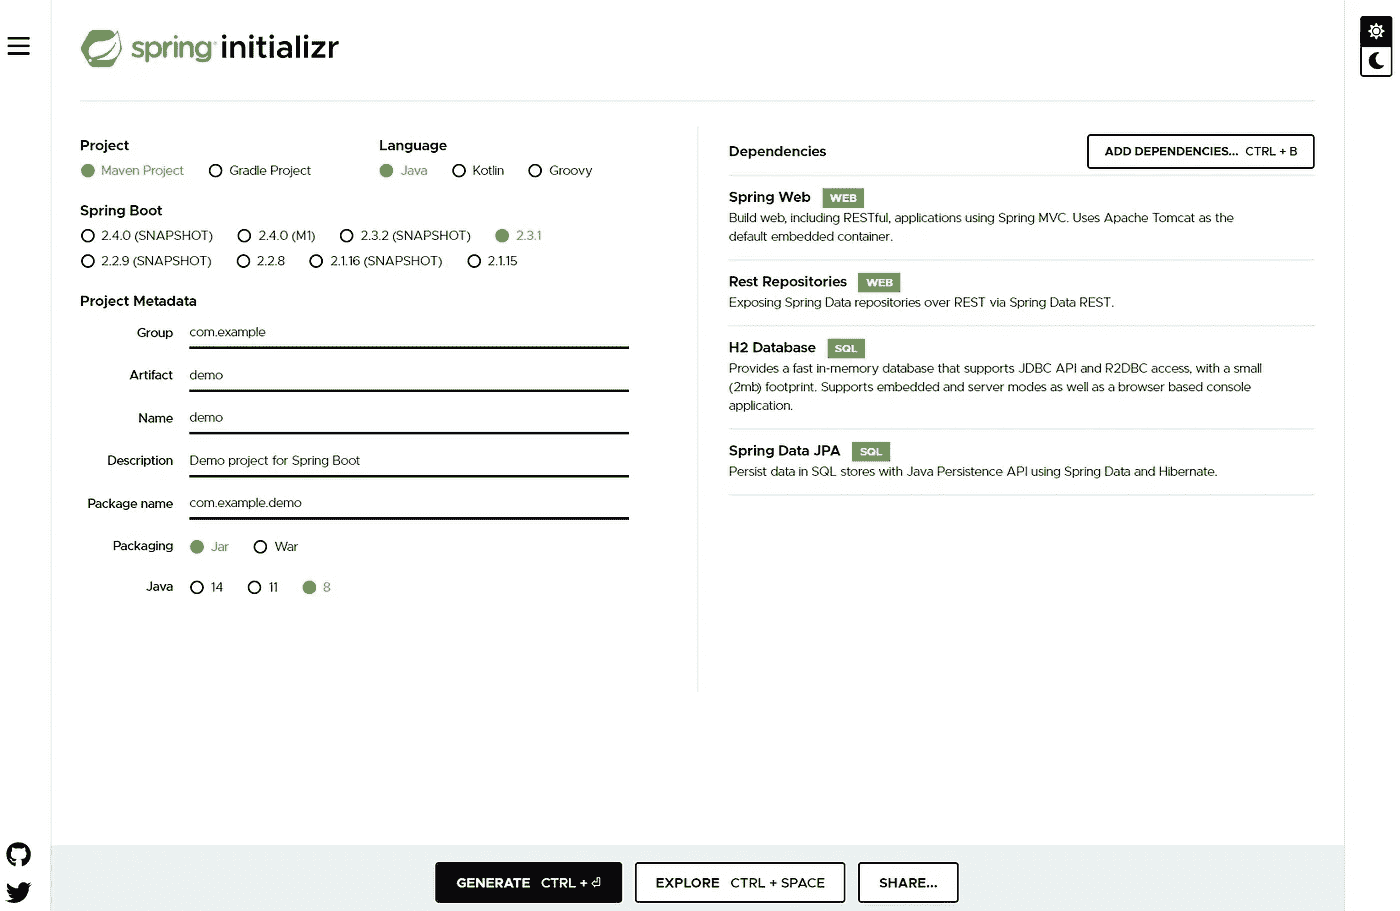 spring initializr
Project
Maven Project Gradle Project
Language
Java Kotlin Groovy
Spring Boot
2.4.0 (SNAPSHOT) 2.4.0 (M1) 2.3.2 (SNAPSHOT) 2.3.1
2.2.9 (SNAPSHOT) 2.2.8 2.1.16 (SNAPSHOT) 2.1.15
Project Metadata
Group com.example
Artifact demo
Name demo
Description Demo project for Spring Boot
Package name com.example.demo
Packaging Jar War
Java 14 11 8
Dependencies ADD DEPENDENCIES... CTRL + B
Spring Web WEB
Build web, including RESTful, applications using Spring MVC. Uses Apache Tomcat as the
default embedded container.
Rest Repositories WEB
Exposing Spring Data repositories over REST via Spring Data REST.
H2 Database SQL
Provides a fast in-memory database that supports JDBC API and R2DBC access, with a small
(2mb) footprint. Supports embedded and server modes as well as a browser based console
application.
Spring Data JPA SQL
Persist data in SQL stores with Java Persistence API using Spring Data and Hibernate.
GENERATE CTRL + ⏎ EXPLORE CTRL + SPACE SHARE...